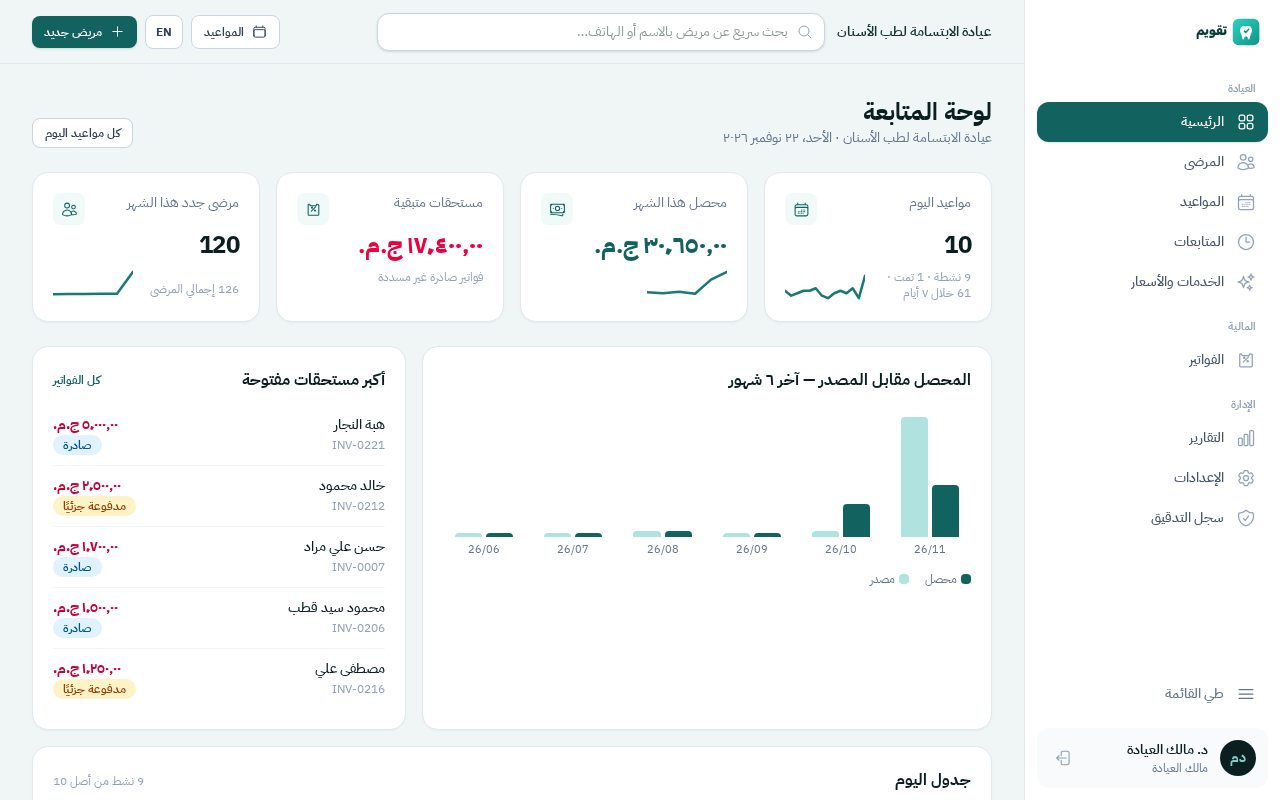 تقويم
العيادة
الرئيسية
المرضى
المواعيد
المتابعات
الخدمات والأسعار
المالية
الفواتير
الإدارة
التقارير
الإعدادات
سجل التدقيق
طي القائمة
دم
د. مالك العيادة
مالك العيادة
عيادة الابتسامة لطب الأسنان
بحث سريع عن مريض بالاسم أو الهاتف...
المواعيد
EN
مريض جديد
لوحة المتابعة
عيادة الابتسامة لطب الأسنان · الأحد، ٢٢ نوفمبر ٢٠٢٦
كل مواعيد اليوم
مواعيد اليوم
10
9 نشطة · 1 تمت ·
61 خلال ٧ أيام
محصل هذا الشهر
٣٠٬٦٥٠٫٠٠ ج.م.
مستحقات متبقية
١٧٬٤٠٠٫٠٠ ج.م.
فواتير صادرة غير مسددة
مرضى جدد هذا الشهر
120
126 إجمالي المرضى
المحصل مقابل المصدر — آخر ٦ شهور
26/11
26/10
26/09
26/08
26/07
26/06
محصل
مصدر
أكبر مستحقات مفتوحة
كل الفواتير
هبة النجار
٥٬٠٠٠٫٠٠ ج.م.
INV-0221
صادرة
خالد محمود
٢٬٥٠٠٫٠٠ ج.م.
INV-0212
مدفوعة جزئيًا
حسن علي مراد
١٬٧٠٠٫٠٠ ج.م.
INV-0007
صادرة
محمود سيد قطب
١٬٥٠٠٫٠٠ ج.م.
INV-0206
صادرة
مصطفى علي
١٬٢٥٠٫٠٠ ج.م.
INV-0216
مدفوعة جزئيًا
جدول اليوم
9 نشط من أصل 10